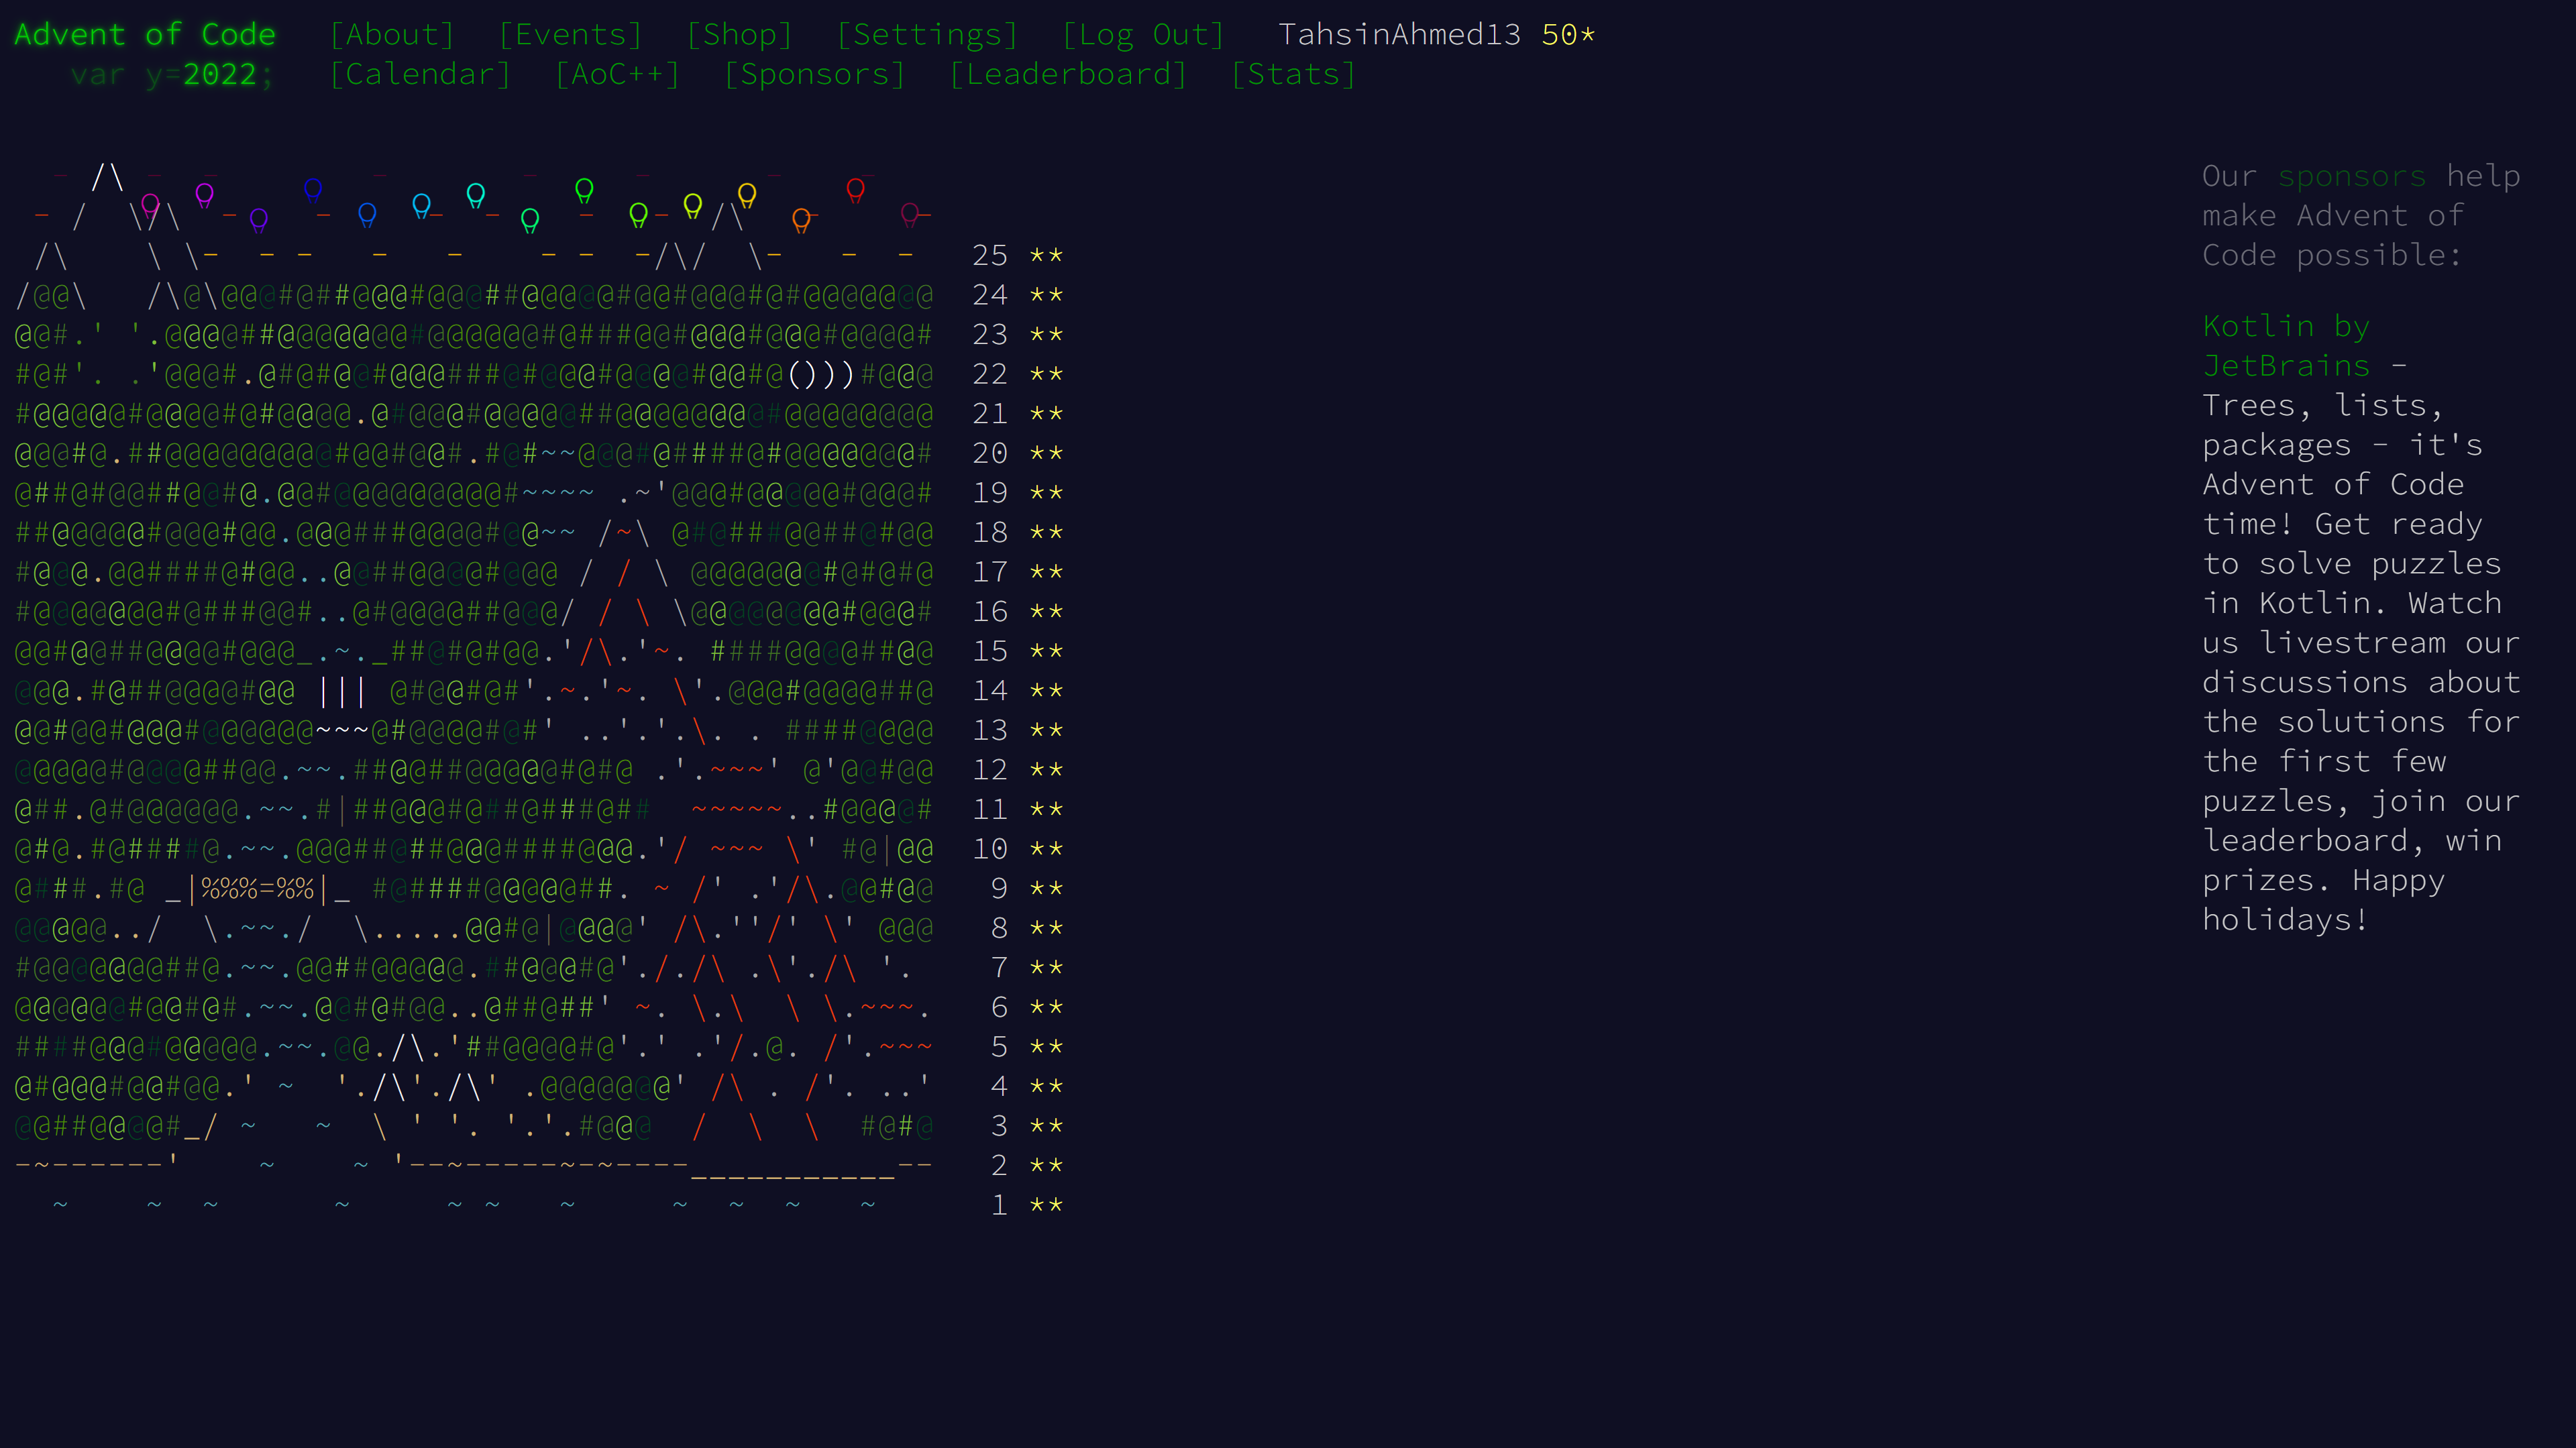 Advent of Code [About] [Events] [Shop] [Settings] [Log Out] TahsinAhmed13 50*
var y=2022; [Calendar] [AoC++] [Sponsors] [Leaderboard] [Stats]
25 **
24 **
23 **
22 **
21 **
20 **
19 **
18 **
17 **
16 **
15 **
14 **
13 **
12 **
11 **
10 **
9 **
8 **
7 **
6 **
5 **
4 **
3 **
2 **
1 **
Our sponsors help
make Advent of
Code possible:
Kotlin by
JetBrains -
Trees, lists,
packages - it's
Advent of Code
time! Get ready
to solve puzzles
in Kotlin. Watch
us livestream our
discussions about
the solutions for
the first few
puzzles, join our
leaderboard, win
prizes. Happy
holidays!